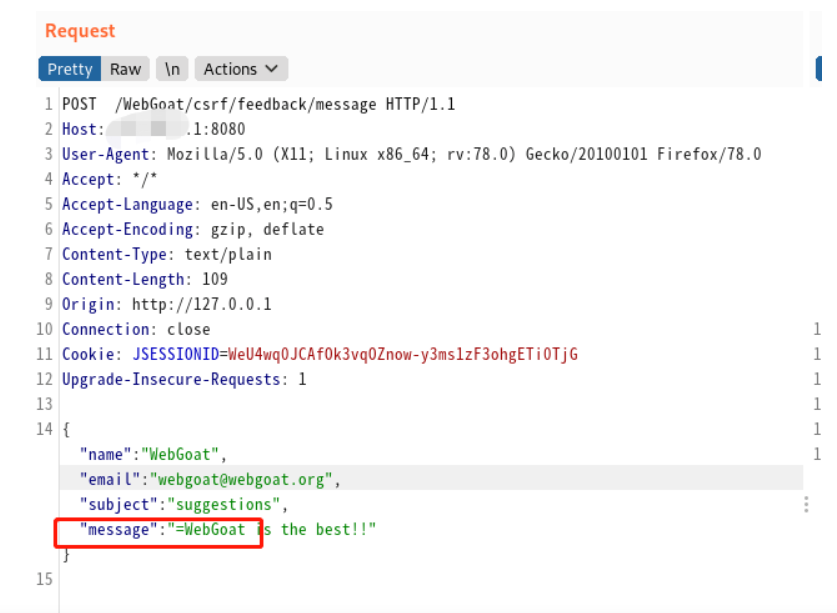 Request
Pretty Raw \n Actions
1 POST /WebGoat/csrf/feedback/message HTTP/1.1
2 Host: .1:8080
3 User-Agent: Mozilla/5.0 (X11; Linux x86_64; rv:78.0) Gecko/20100101 Firefox/78.0
4 Accept: */*
5 Accept-Language: en-US,en;q=0.5
6 Accept-Encoding: gzip, deflate
7 Content-Type: text/plain
8 Content-Length: 109
9 Origin: http://127.0.0.1
10 Connection: close
11 Cookie: JSESSIONID=WeU4wqOJCAfOk3vqOZnow-y3ms1zF3ohgETi0TjG
12 Upgrade-Insecure-Requests: 1
13
14 {
"name":"WebGoat",
"email":"webgoat@webgoat.org",
"subject":"suggestions",
"message":"=WebGoat is the best!!"
}
15
1
1
1
1
1
1